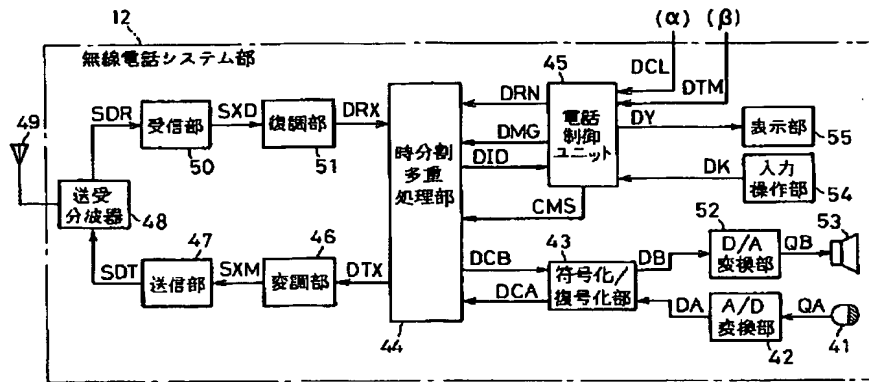 (α) (β)
12
無線電話システム部
45
DCL
DTM
49
SDR
受信部
50
SXD
復調部
51
DRX
時分割
多重
処理部
44
DRN
DMG
DID
CMS
電話
制御
ユニット
DY
表示部
55
DK
入力
操作部
54
送受
分波器
48
SDT
47
送信部
SXM
46
変調部
DTX
DCB
DCA
43
符号化/
復号化部
DB
DA
52
D/A
変換部
QB
53
A/D
変換部
42
QA
41